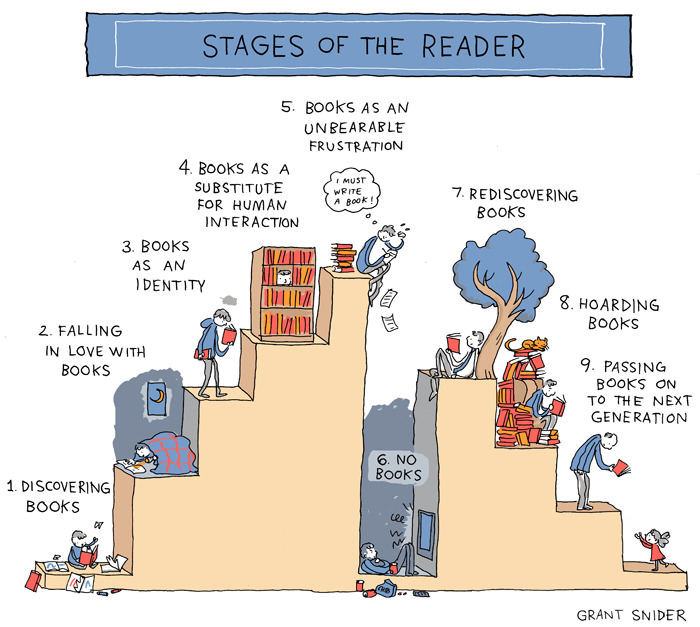 STAGES OF THE READER
1. DISCOVERING
BOOKS
2. FALLING
IN LOVE WITH
BOOKS
3. BOOKS
AS AN
IDENTITY
4. BOOKS AS A
SUBSTITUTE
FOR HUMAN
INTERACTION
5. BOOKS AS AN
UNBEARABLE
FRUSTRATION
I MUST
WRITE
A BOOK!
6. NO
BOOKS
7. REDISCOVERING
BOOKS
8. HOARDING
BOOKS
9. PASSING
BOOKS ON
TO THE NEXT
GENERATION
GRANT SNIDER